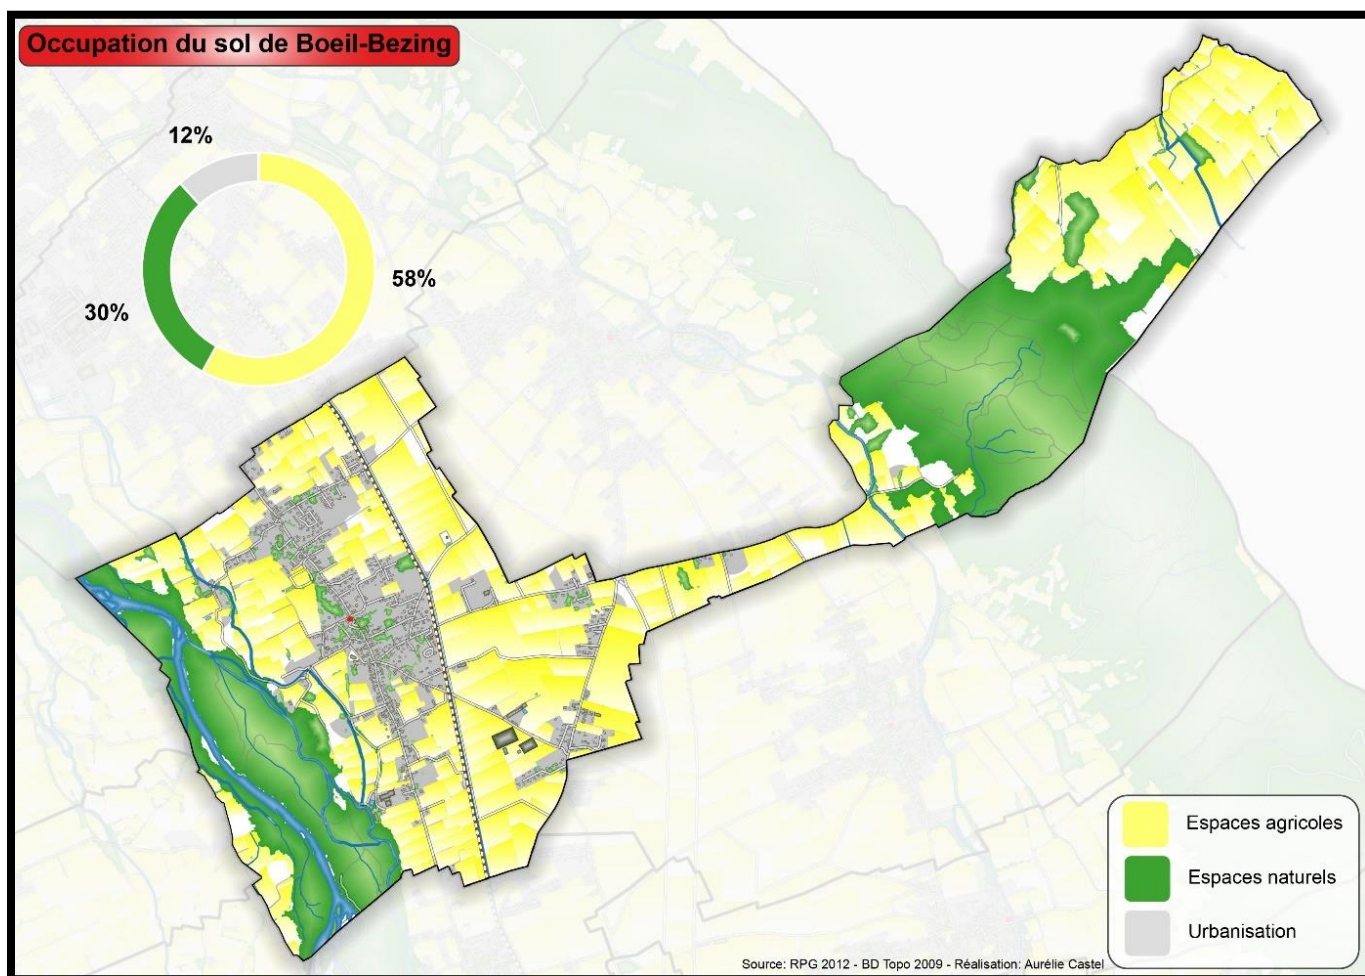 Occupation du sol de Boeil-Bezing
12%
58%
30%
Espaces agricoles
Espaces naturels
Urbanisation
Source: RPG 2012 - BD Topo 2009 - Réalisation: Aurélie Castel